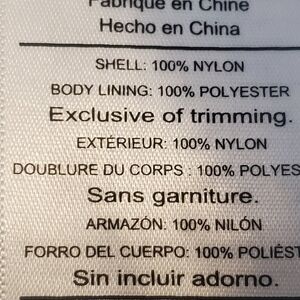 Fabriqué en Chine
Hecho en China
SHELL: 100% NYLON
BODY LINING: 100% POLYESTER
Exclusive of trimming.
EXTÉRIEUR: 100% NYLON
DOUBLURE DU CORPS : 100% POLYES
Sans garniture.
ARMAZÓN: 100% NILÓN
FORRO DEL CUERPO: 100% POLIÉST
Sin incluir adorno.